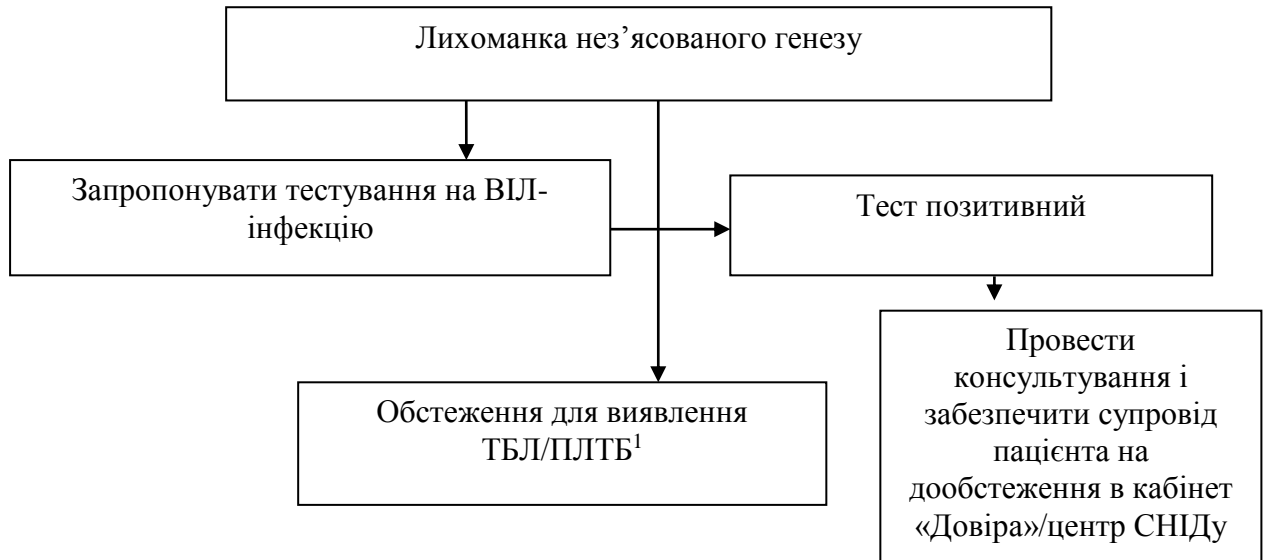 Лихоманка нез’ясованого генезу
Запропонувати тестування на ВІЛ-
інфекцію
Тест позитивний
Обстеження для виявлення
ТБЛ/ПЛТБ¹
Провести
консультування і
забезпечити супровід
пацієнта на
дообстеження в кабінет
«Довіра»/центр СНІДу